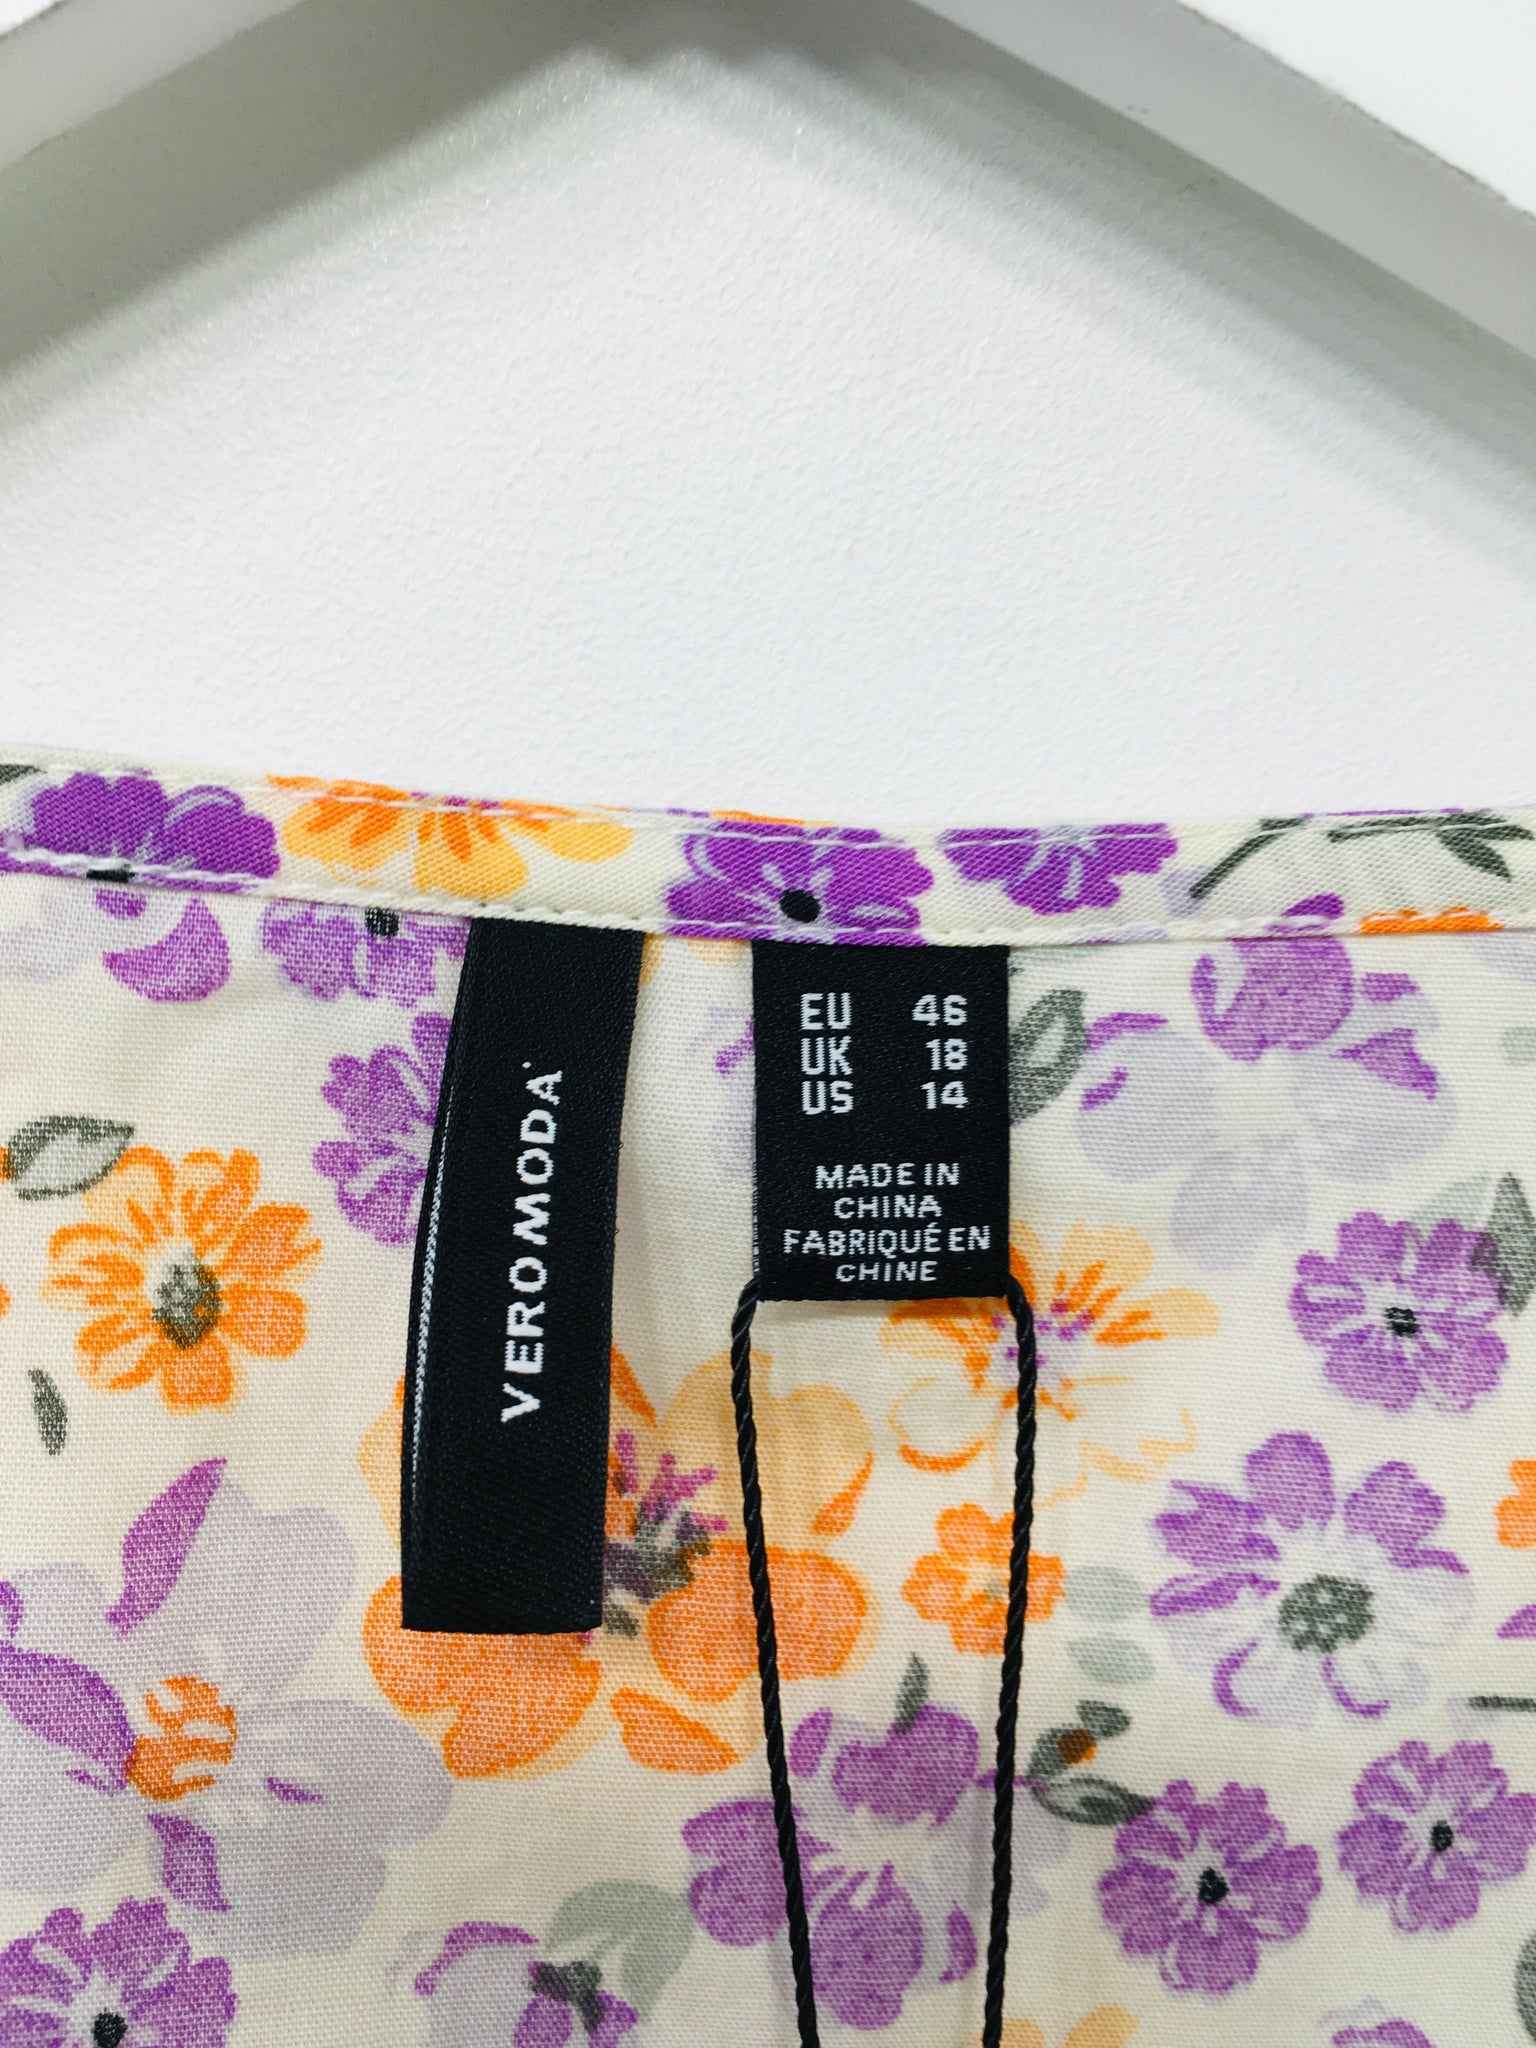 VERO MODA
EU 46
UK 18
US 14
MADE IN
CHINA
FABRIQUÉ EN
CHINE